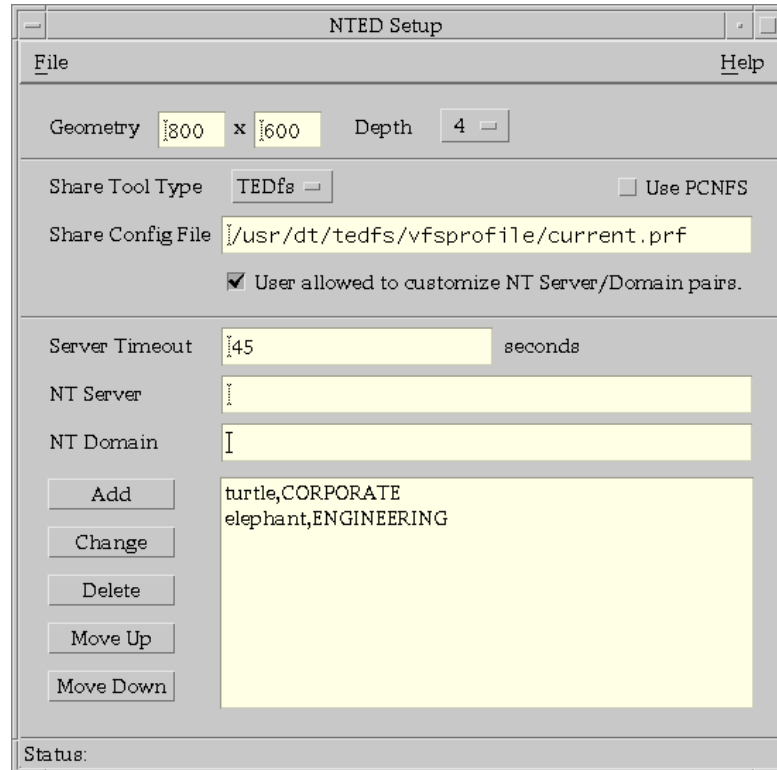 NTED Setup
File Help
Geometry 800 x 600 Depth 4
Share Tool Type TEDfs Use PCNFS
Share Config File /usr/dt/tedfs/vfsprofile/current.prf
User allowed to customize NT Server/Domain pairs.
Server Timeout 45 seconds
NT Server
NT Domain
Add
turtle,CORPORATE
elephant,ENGINEERING
Change
Delete
Move Up
Move Down
Status: